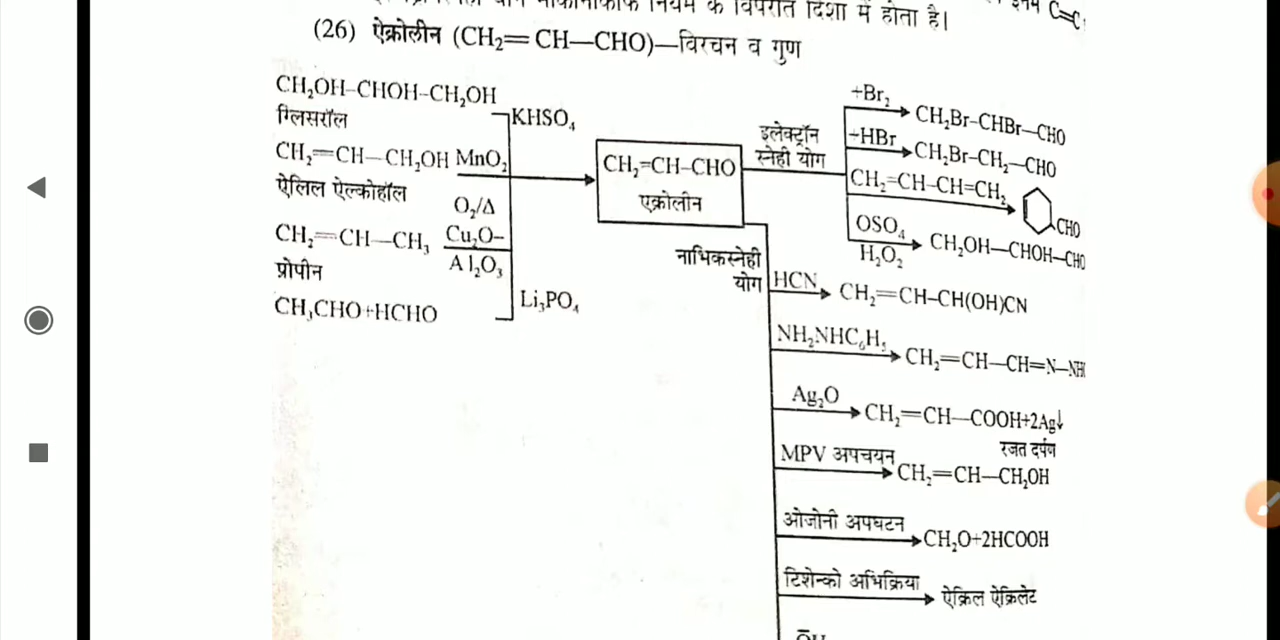 विपरीत दिशा में होता है।
(26) ऐक्रोलीन (CH₂=CH—CHO)—विरचन व गुण
CH₂OH–CHOH–CH₂OH
ग्लिसरॉल
KHSO₄
CH₂=CH—CH₂OH MnO₂
ऐलिल ऐल्कोहॉल
O₂/Δ
CH₂=CH—CH₃ Cu₂O–
Al₂O₃
प्रोपीन
CH₃CHO+HCHO
Li₃PO₄
CH₂=CH–CHO
एक्रोलीन
इलेक्ट्रॉन
स्नेही योग
+Br₂
CH₂Br–CHBr—CHO
÷HBr
CH₂Br–CH₂—CHO
CH₂=CH–CH=CH₂
CHO
OSO₄
H₂O₂
CH₂OH—CHOH—CHO
नाभिकस्नेही
योग
HCN
CH₂=CH–CH(OH)CN
NH₂NHC₆H₅
CH₂=CH—CH=N—NH
Ag₂O
CH₂=CH—COOH+2Ag↓
रजत दर्पण
MPV अपचयन
CH₂=CH—CH₂OH
ओजोनी अपघटन
CH₂O+2HCOOH
टिशेन्को अभिक्रिया
ऐक्रिल ऐक्रिलेट